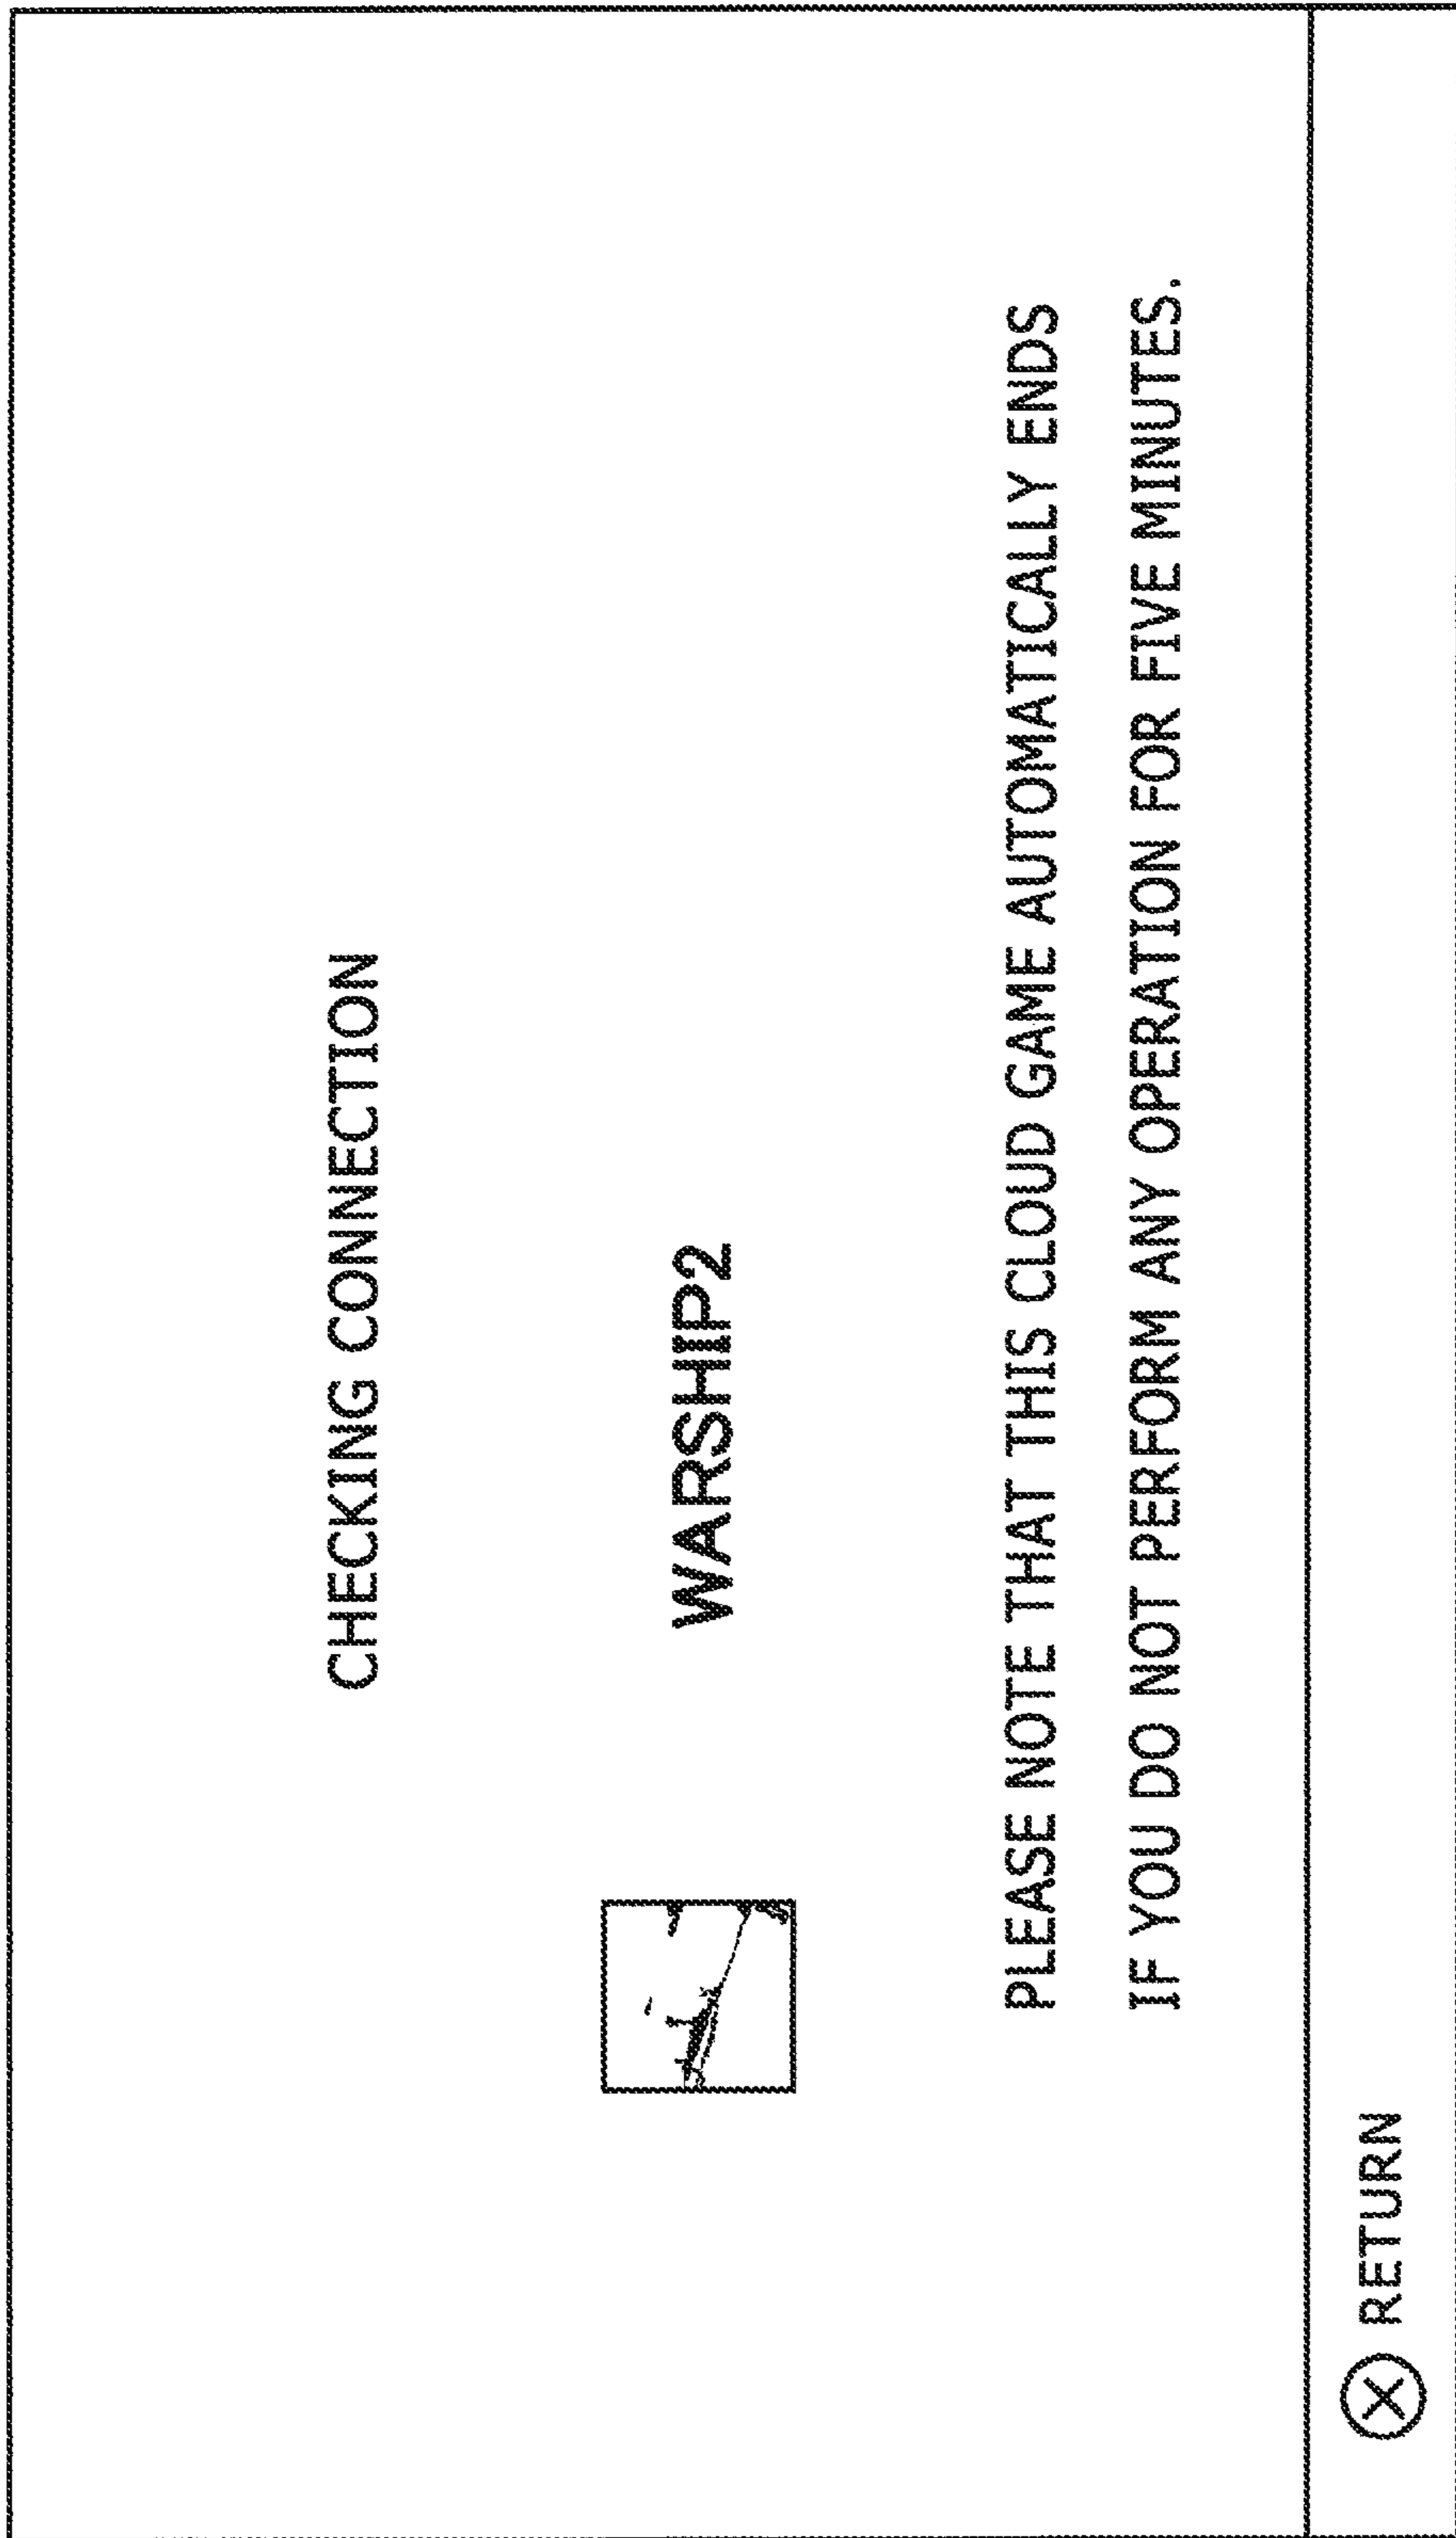 CHECKING CONNECTION
WARSHIP2
PLEASE NOTE THAT THIS CLOUD GAME AUTOMATICALLY ENDS
IF YOU DO NOT PERFORM ANY OPERATION FOR FIVE MINUTES.
RETURN